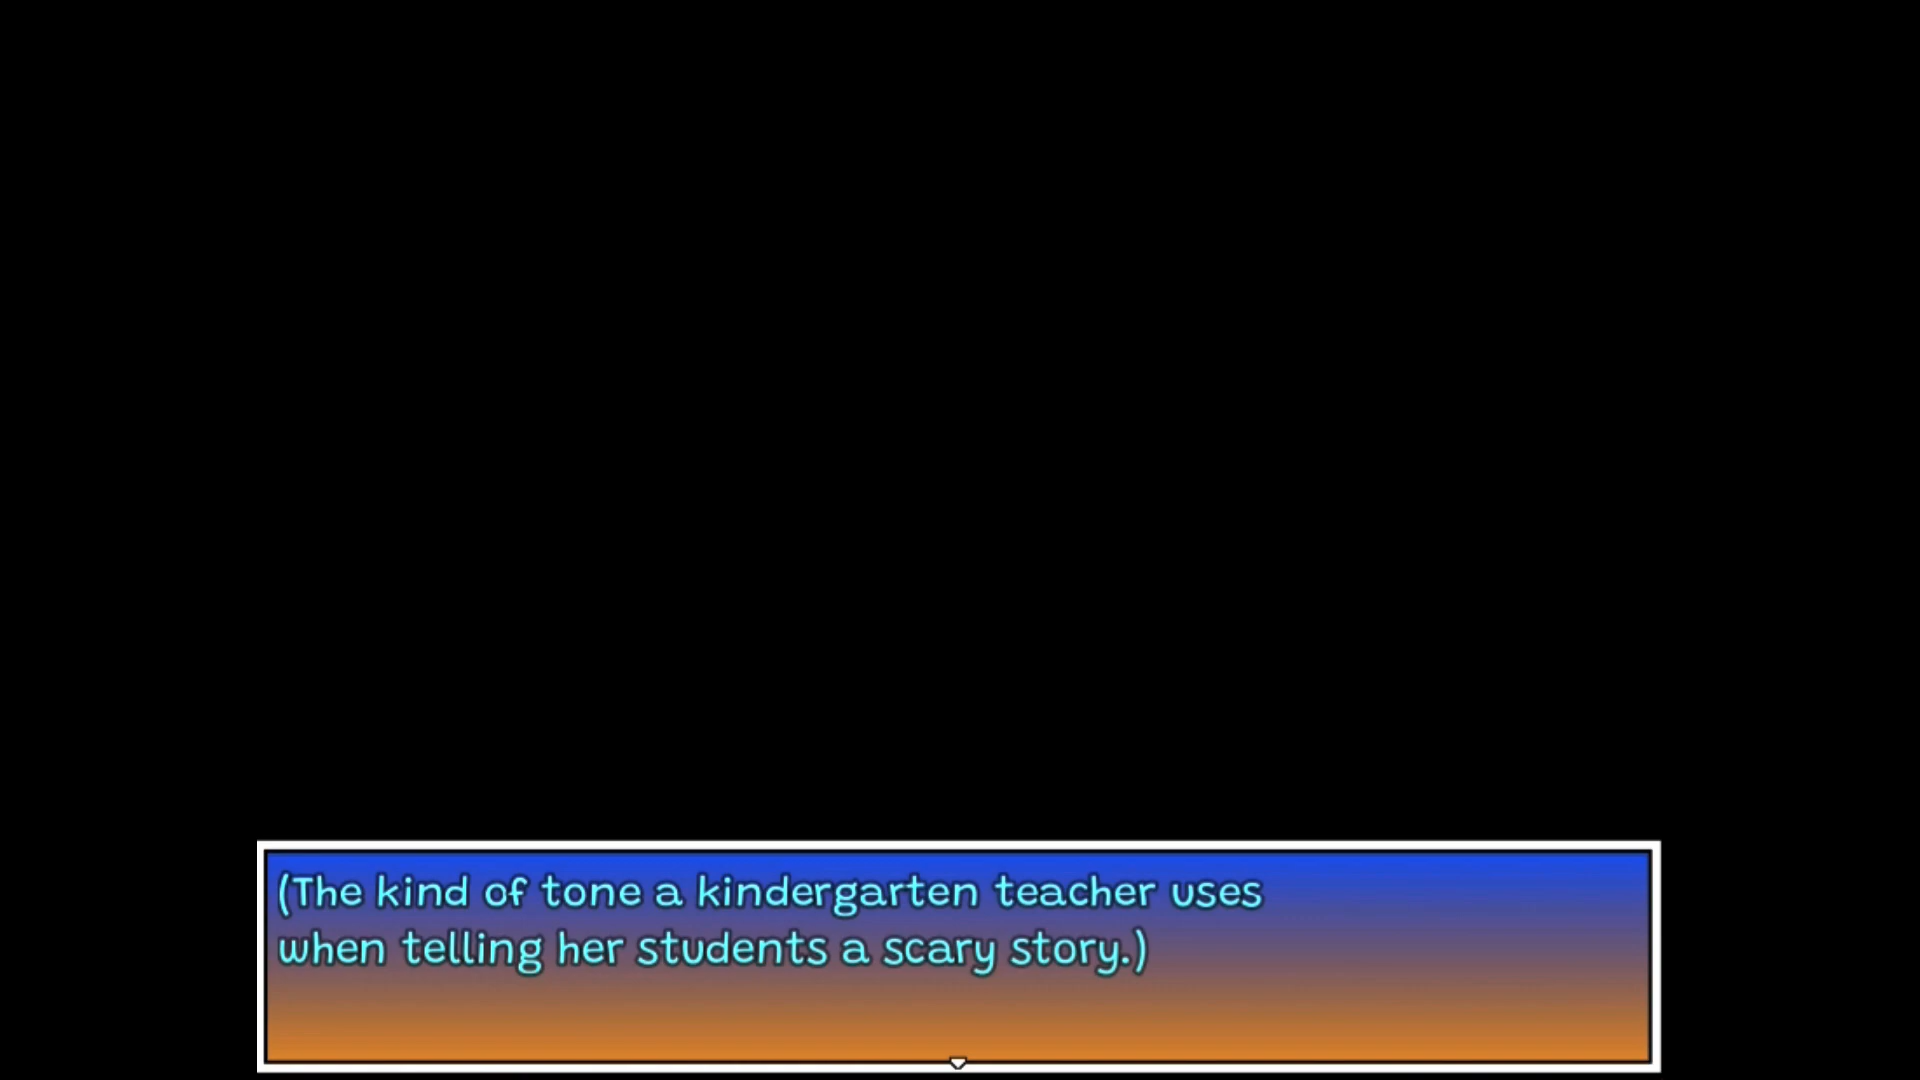 (The kind of tone a kindergarten teacher uses
when telling her students a scary story.)